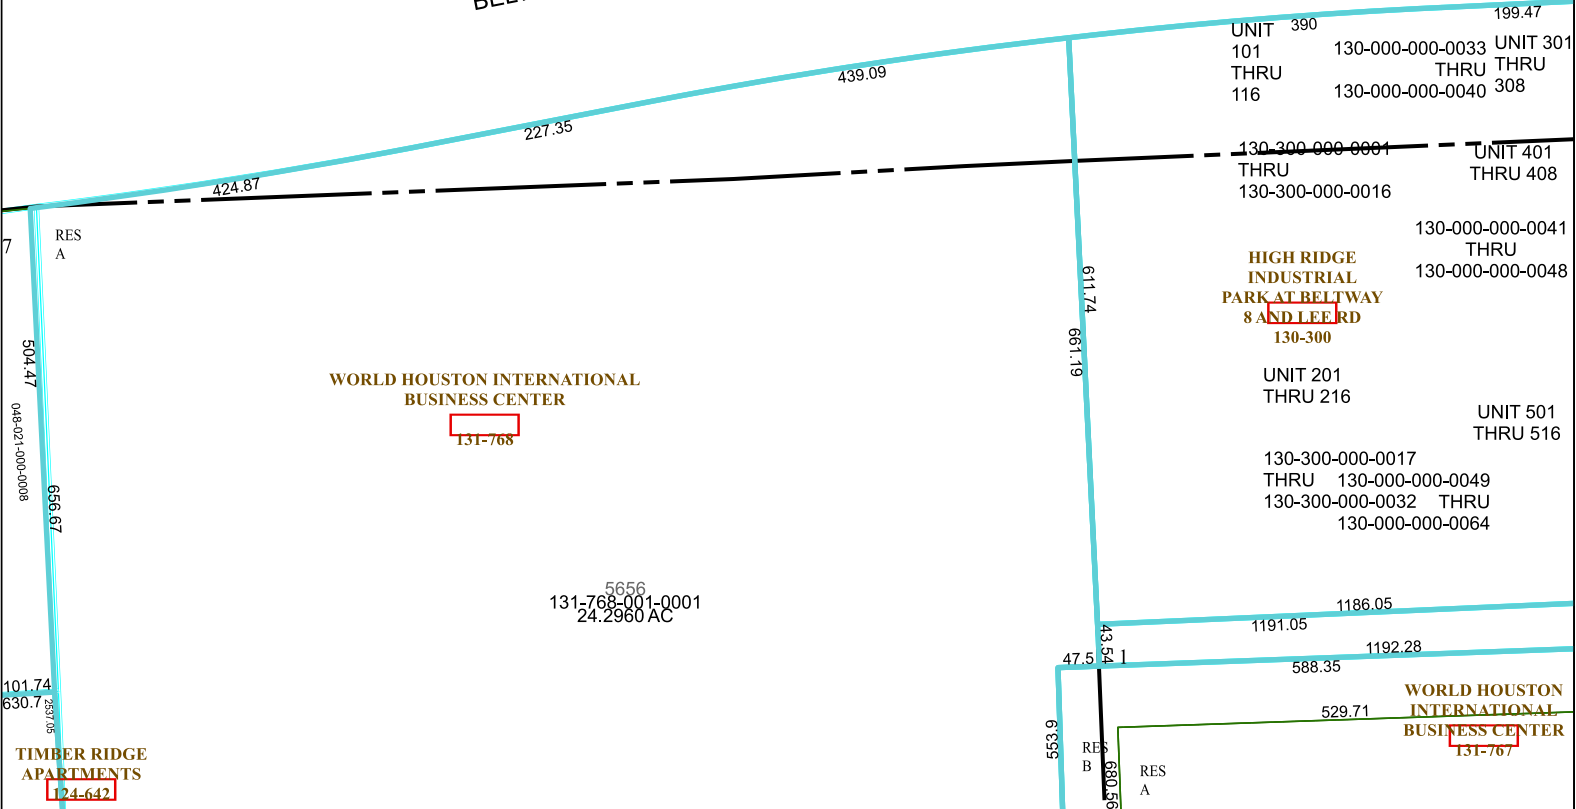 199.47
390
UNIT
101
THRU
116
130-000-000-0033
THRU
130-000-000-0040
UNIT 301
THRU
308
439.09
227.35
424.87
130-300-000-0001
THRU
130-300-000-0016
UNIT 401
THRU 408
7
RES
A
130-000-000-0041
THRU
130-000-000-0048
HIGH RIDGE
INDUSTRIAL
PARK AT BELTWAY
8 AND LEE RD
130-300
611.74
661.19
504.47
048-021-000-0008
656.67
WORLD HOUSTON INTERNATIONAL
BUSINESS CENTER
131-768
UNIT 201
THRU 216
UNIT 501
THRU 516
130-300-000-0017
THRU
130-300-000-0032
130-000-000-0049
THRU
130-000-000-0064
5656
131-768-001-0001
24.2960 AC
1186.05
1191.05
43.54
1
47.5
1192.28
588.35
101.74
630.7
2537.05
553.9
529.71
WORLD HOUSTON
INTERNATIONAL
BUSINESS CENTER
131-767
TIMBER RIDGE
APARTMENTS
124-642
RES
B
680.56
RES
A